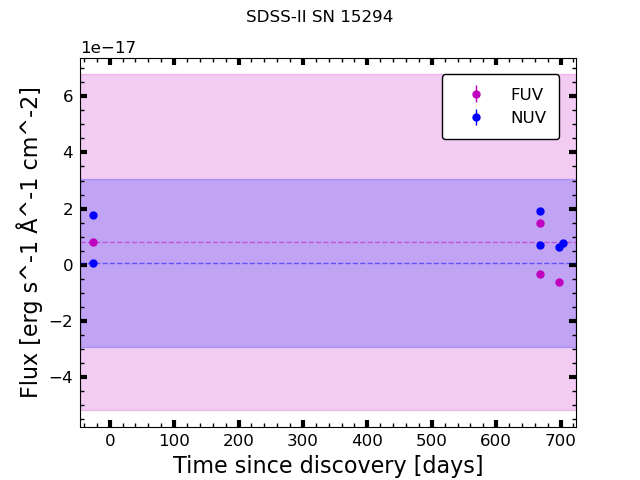 SDSS-II SN 15294
1e−17
FUV
NUV
6
4
2
0
−2
−4
Flux [erg s^-1 Å^-1 cm^-2]
0 100 200 300 400 500 600 700
Time since discovery [days]